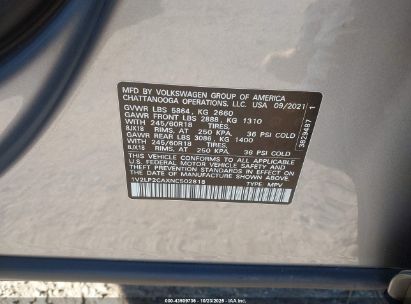 MFD BY VOLKSWAGEN GROUP OF AMERICA
CHATTANOOGA OPERATIONS, LLC. USA 09/2021
GVWR LBS 5864, KG 2660
GAWR FRONT LBS 2888, KG 1310
WITH 245/60R18 TIRES,
8JX18 RIMS, AT 250 KPA, 36 PSI COLD
GAWR REAR LBS 3086, KG 1400
WITH 245/60R18 TIRES,
8JX18 RIMS, AT 250 KPA, 36 PSI COLD
THIS VEHICLE CONFORMS TO ALL APPLICABLE
U.S. FEDERAL MOTOR VEHICLE SAFETY
STANDARDS IN EFFECT ON THE DATE OF
MANUFACTURE SHOWN ABOVE.
1V2LP2CAXNC502818 TYPE: MPV
3829487 1